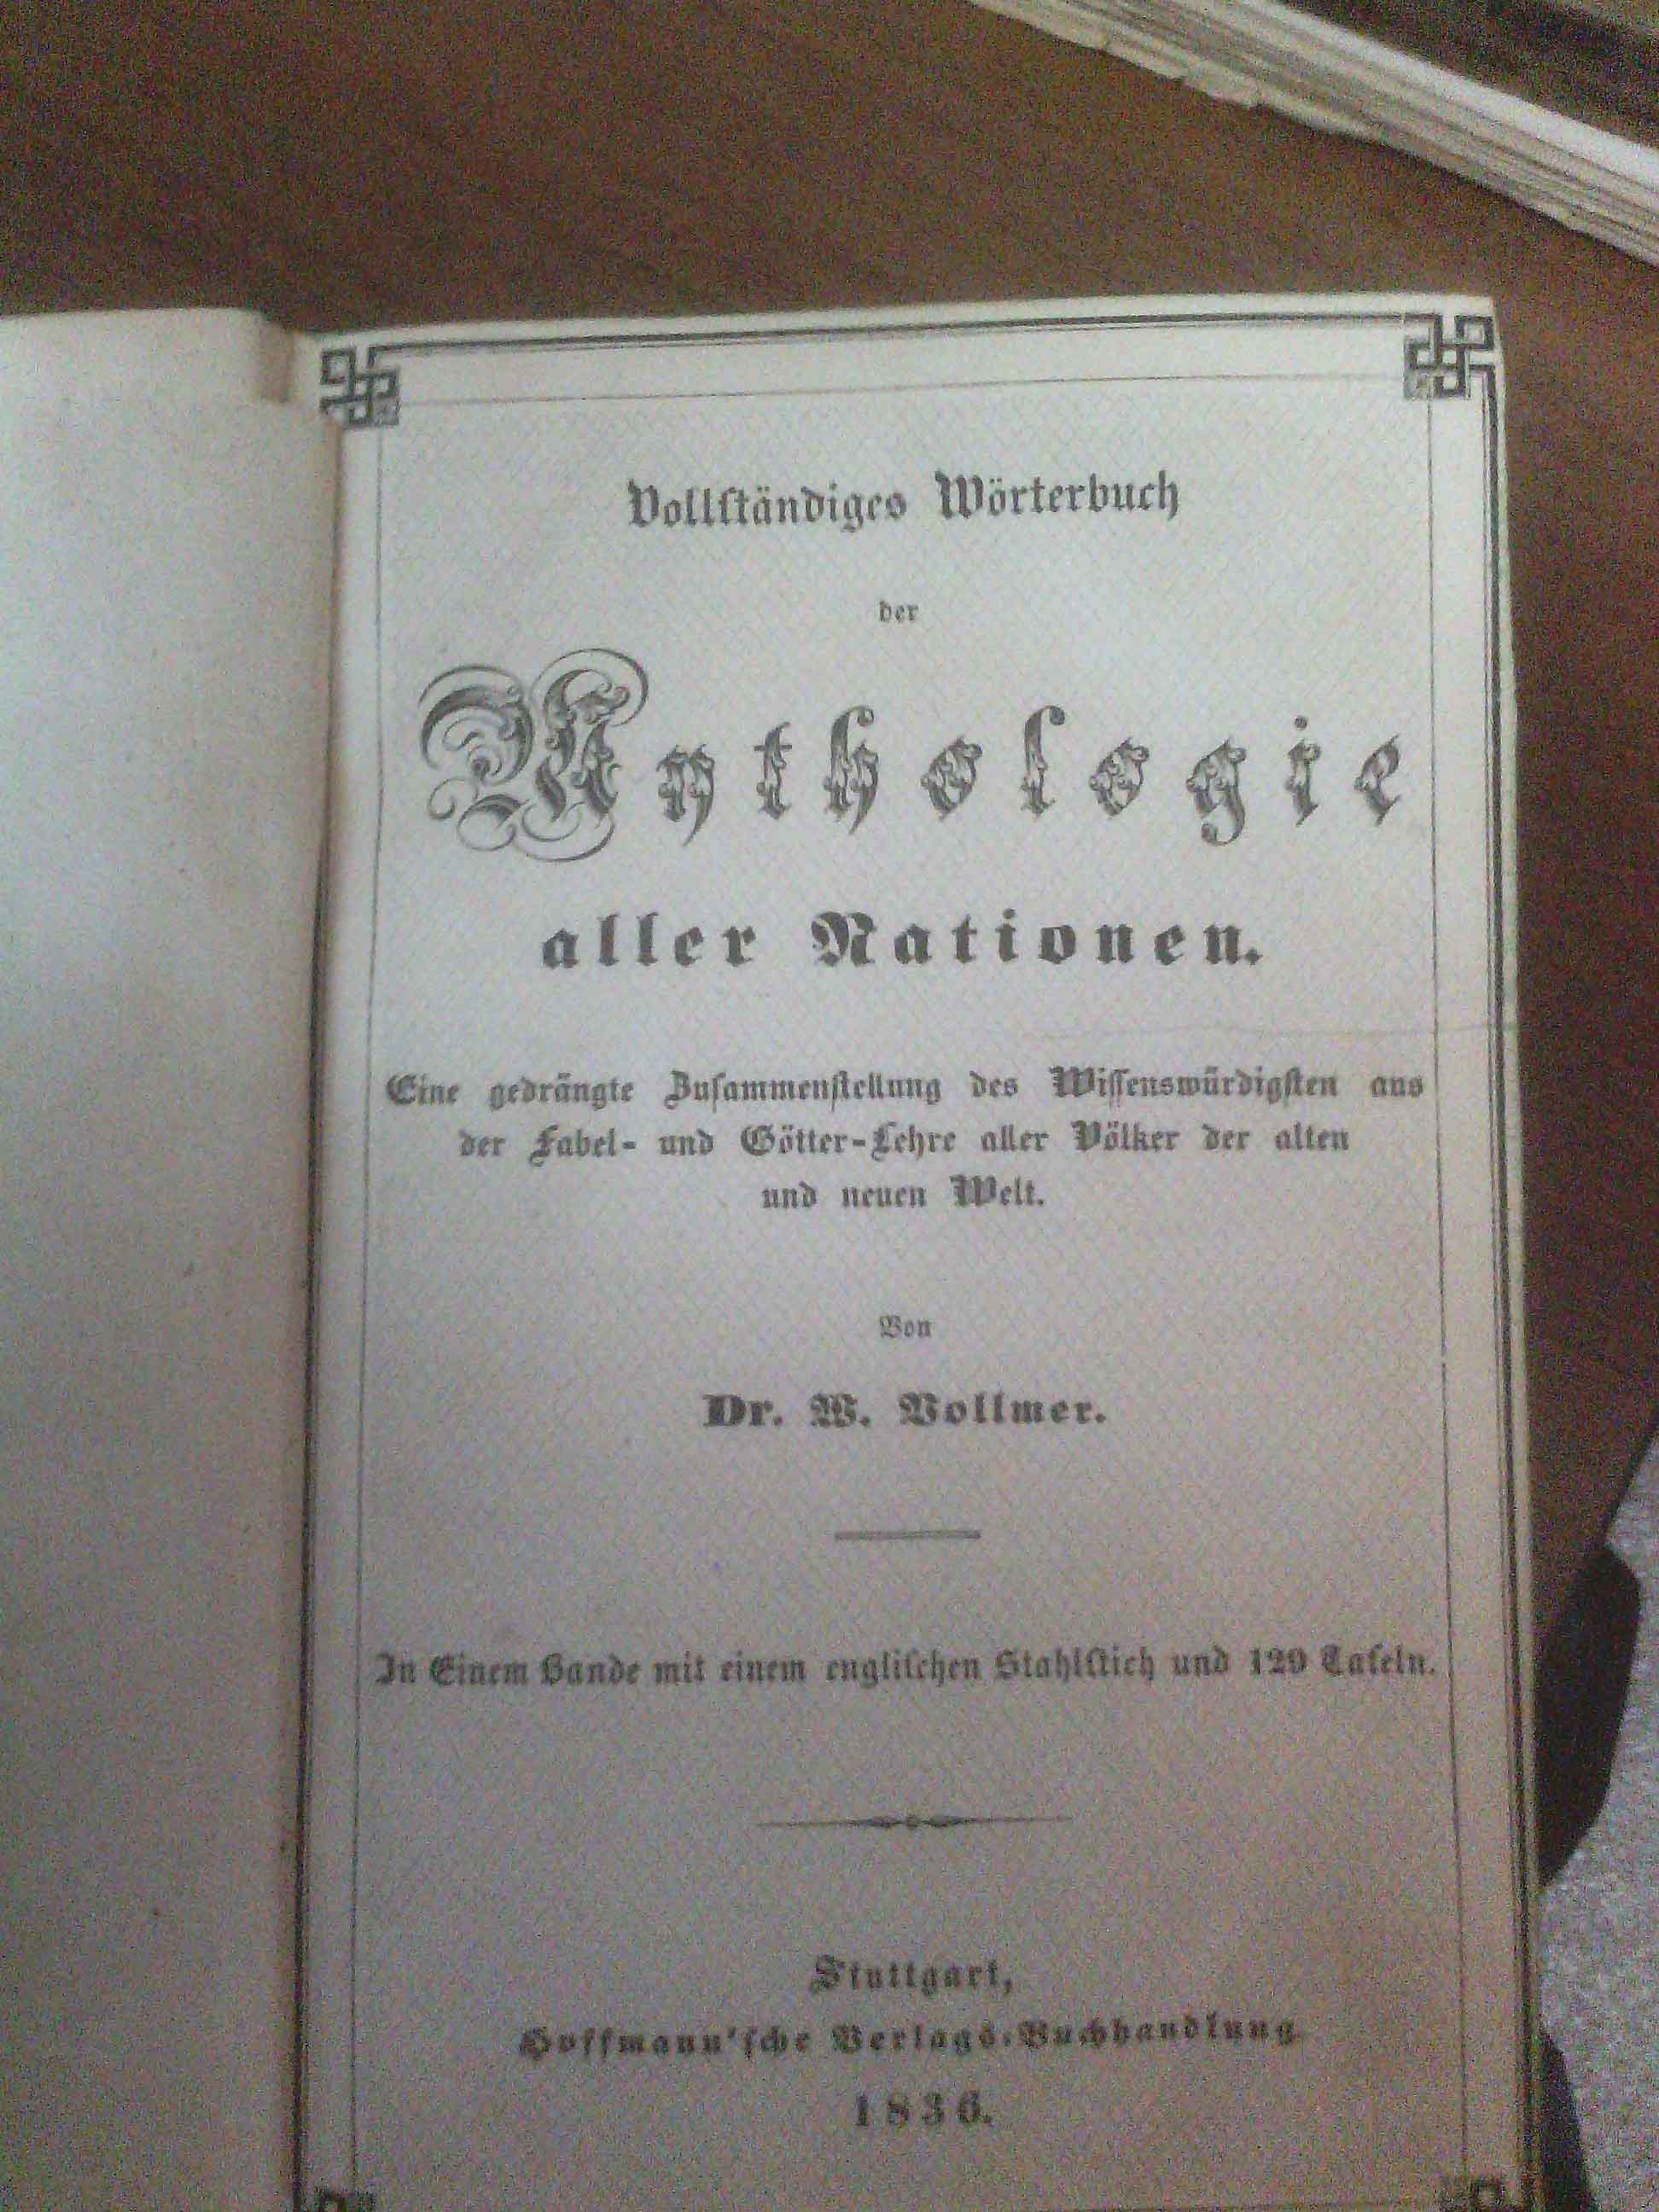 Vollſtändiges Wörterbuch
der
Mythologie
aller Nationen.
Eine gedrängte Zuſammenſtellung des Wiſſenswürdigſten aus
der Fabel- und Götter-Lehre aller Völker der alten
und neuen Welt.
Von
Dr. W. Vollmer.
In Einem Bande mit einem engliſchen Stahlſtich und 129 Tafeln.
Stuttgart,
Hoffmann'ſche Verlags-Buchhandlung.
1836.